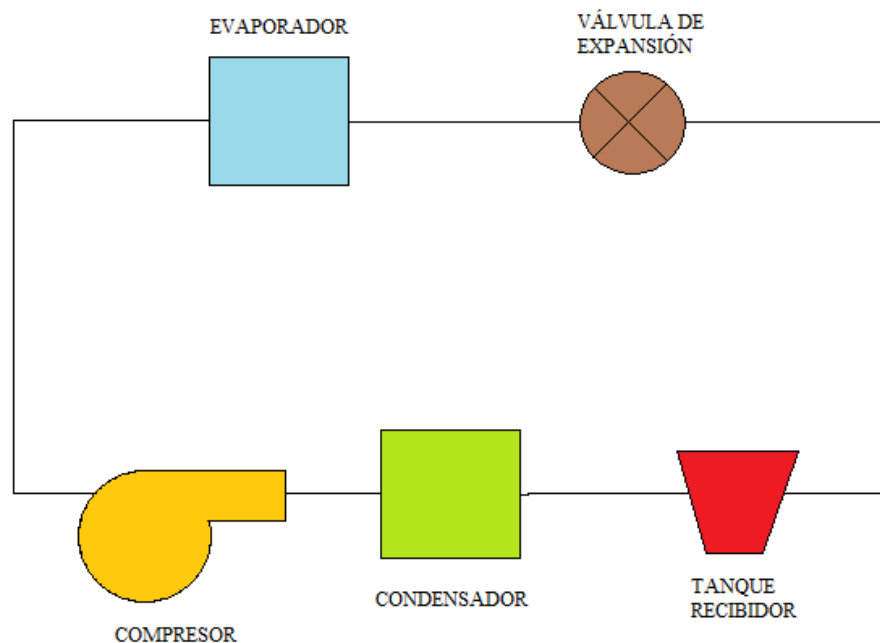 EVAPORADOR
VÁLVULA DE
EXPANSIÓN
COMPRESOR
CONDENSADOR
TANQUE
RECIBIDOR